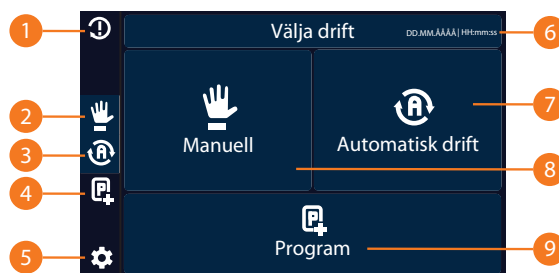 1
Välja drift
DD.MM.ÅÅÅÅ| HH:mm:ss
6
2
3
4
5
Manuell
Automatisk drift
7
8
Program
9